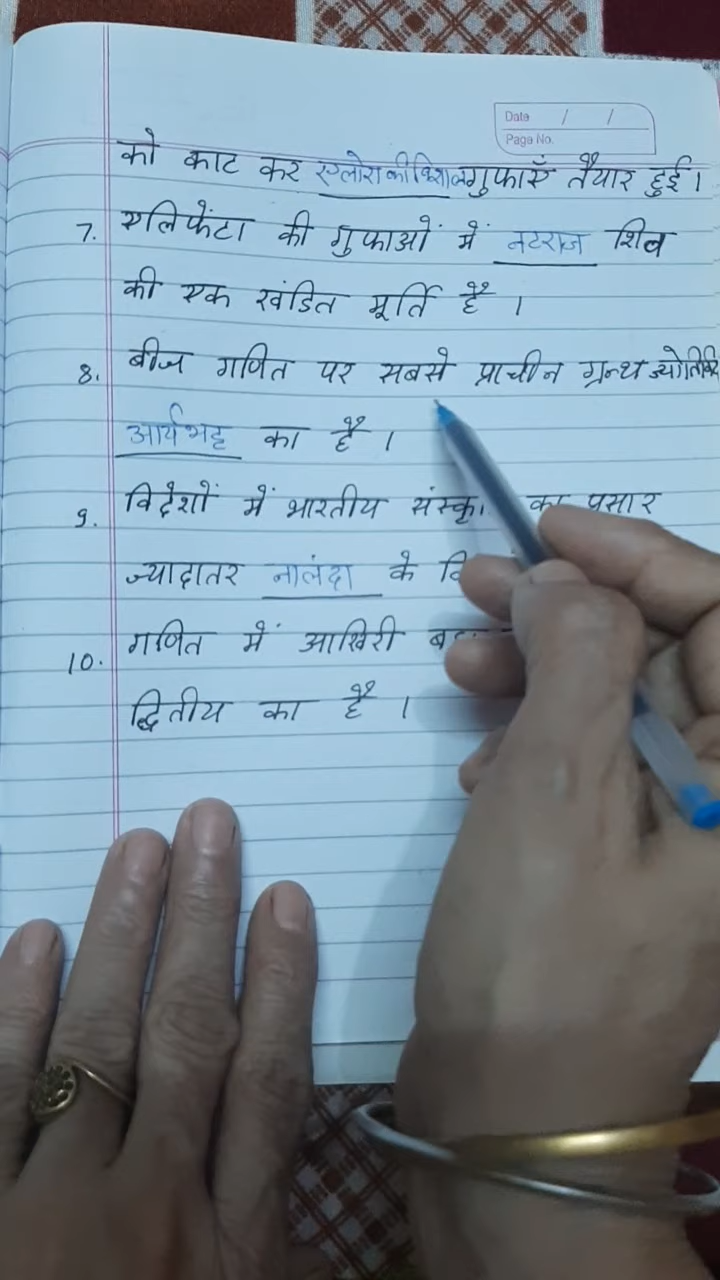 Date / /
Page No.
को काट कर एलोरा की विशाल गुफाएँ तैयार हुई।
7. एलिफेंटा की गुफाओं में नटराज शिव
की एक खंडित मूर्ति है ।
8. बीज गणित पर सबसे प्राचीन ग्रन्थ
आर्यभट्ट का है ।
9. विदेशों में भारतीय का प्रसार
ज्यादातर नालंदा के
10. गणित में आखिरी
द्वितीय का है ।